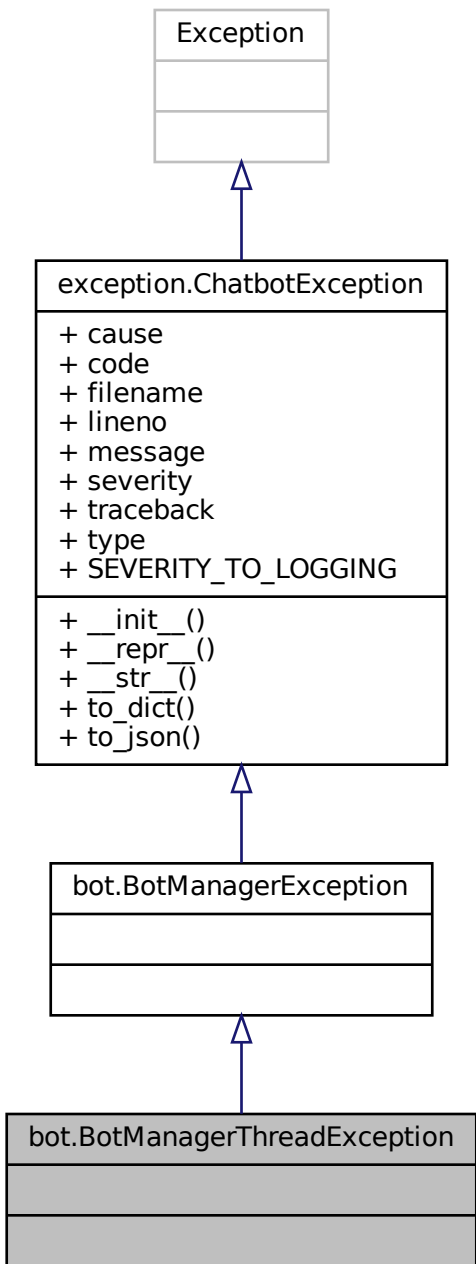 Exception
exception.ChatbotException
+ cause
+ code
+ filename
+ lineno
+ message
+ severity
+ traceback
+ type
+ SEVERITY_TO_LOGGING
+ __init__()
+ __repr__()
+ __str__()
+ to_dict()
+ to_json()
bot.BotManagerException
bot.BotManagerThreadException